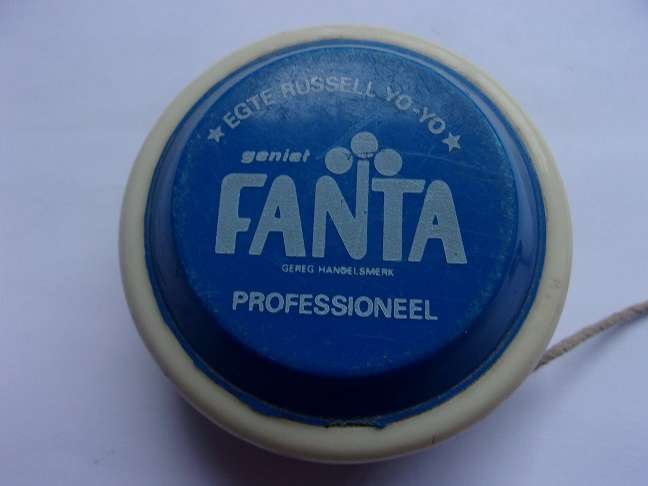 ★ EGTE RUSSELL YO-YO ★
geniet
FANTA
GEREG HANDELSMERK
PROFESSIONEEL